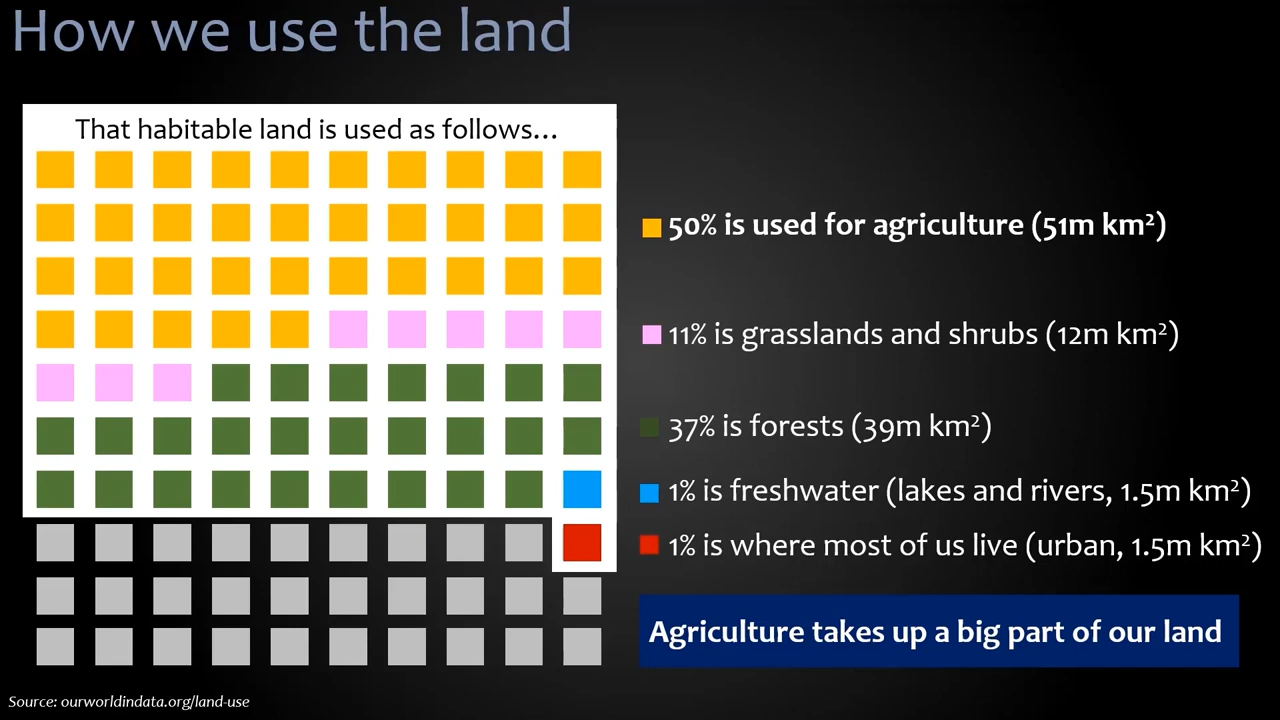 How we use the land
That habitable land is used as follows…
50% is used for agriculture (51m km²)
11% is grasslands and shrubs (12m km²)
37% is forests (39m km²)
1% is freshwater (lakes and rivers, 1.5m km²)
1% is where most of us live (urban, 1.5m km²)
Agriculture takes up a big part of our land
Source: ourworldindata.org/land-use